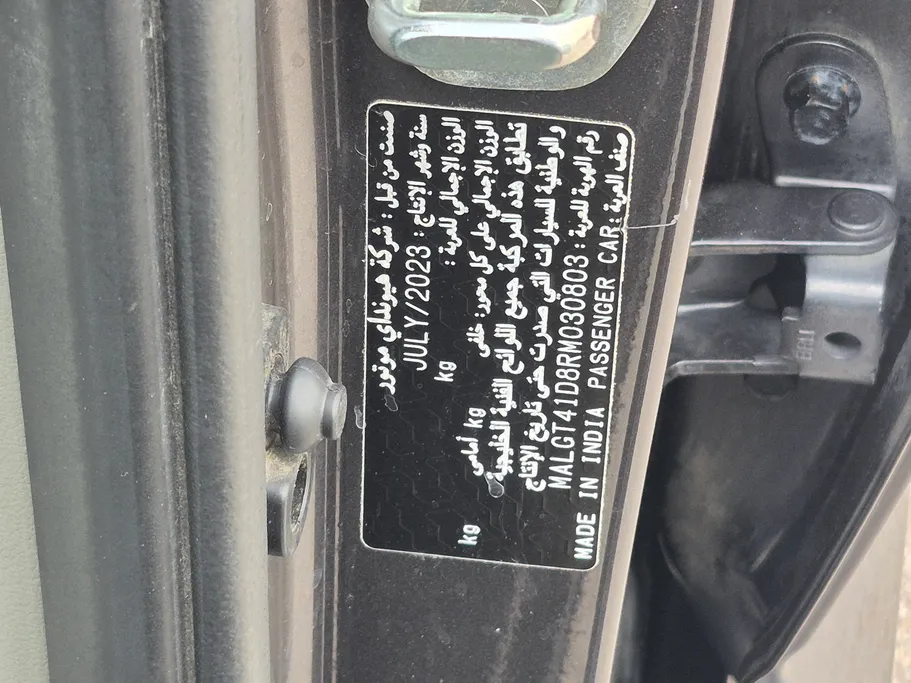 صنعت من قبل : شركة هيونداي موتور
سنة وشهر الإنتاج : JULY/2023
الوزن الإجمالي للعربة : kg
الوزن الإجمالي على كل محور: خلفى kg أمامى kg
تطابق هذه المركبة جميع اللوائح الفنية الخليجية
والوطنية للسيارات التي صدرت حتى تاريخ الإنتاج
رقم الهوية للعربة : MALGT41D8RM030803
صنف العربة: MADE IN INDIA PASSENGER CAR